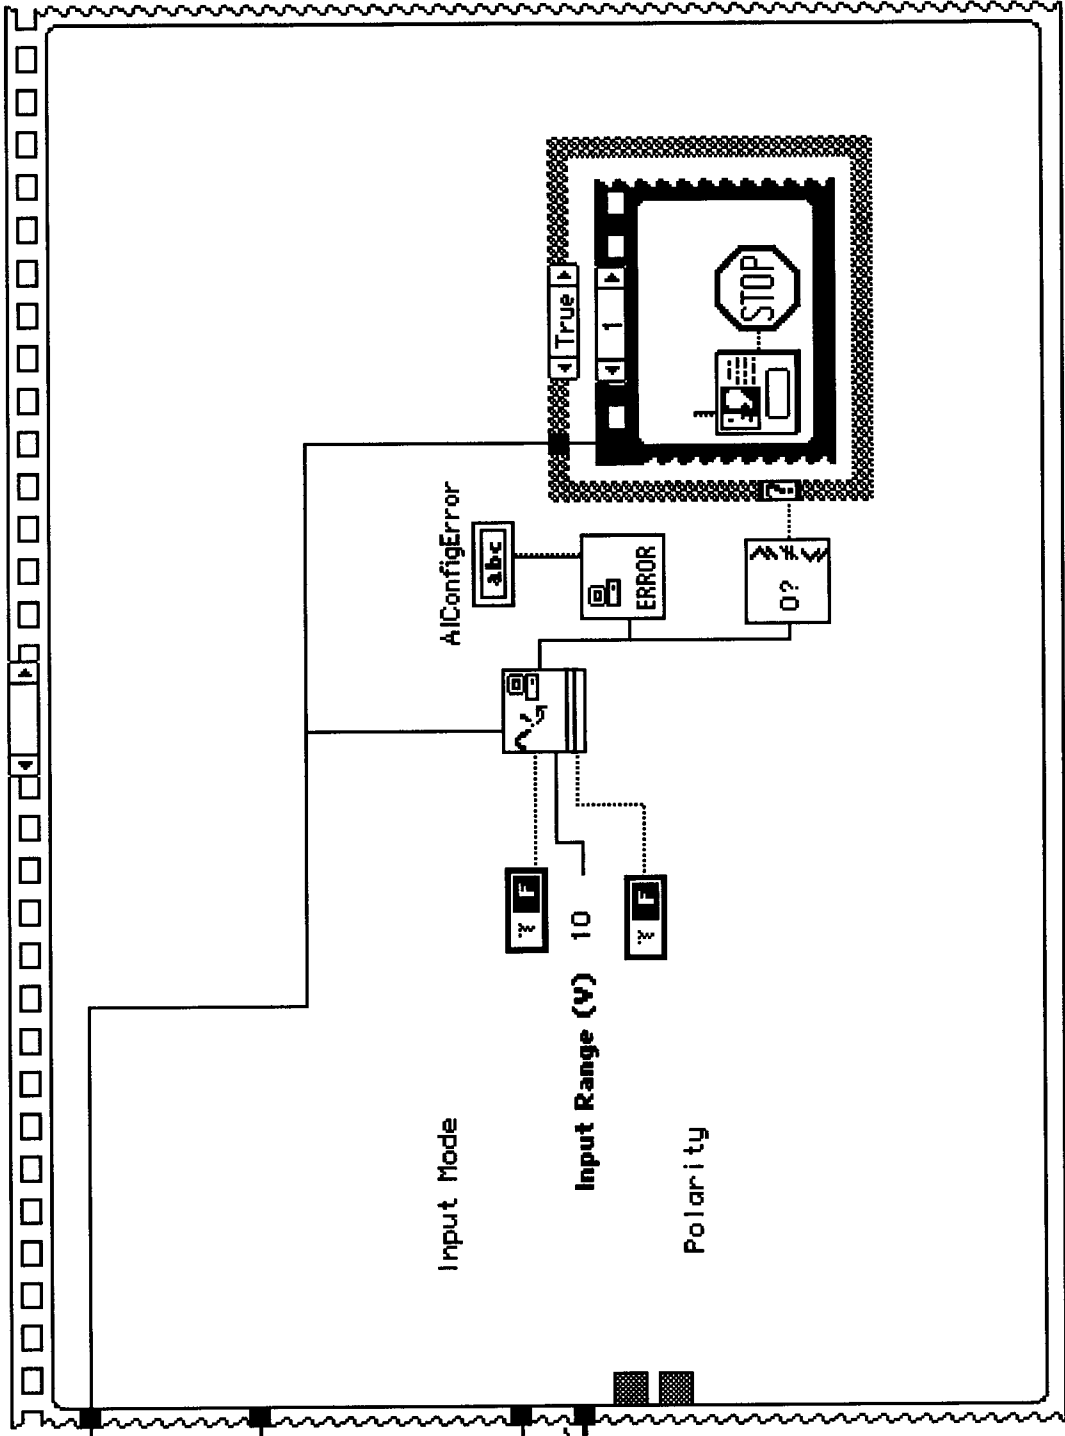 True
1
STOP
AIConfigError
abc
ERROR
0?
F
10
Input Range (V)
F
Input Mode
Polarity